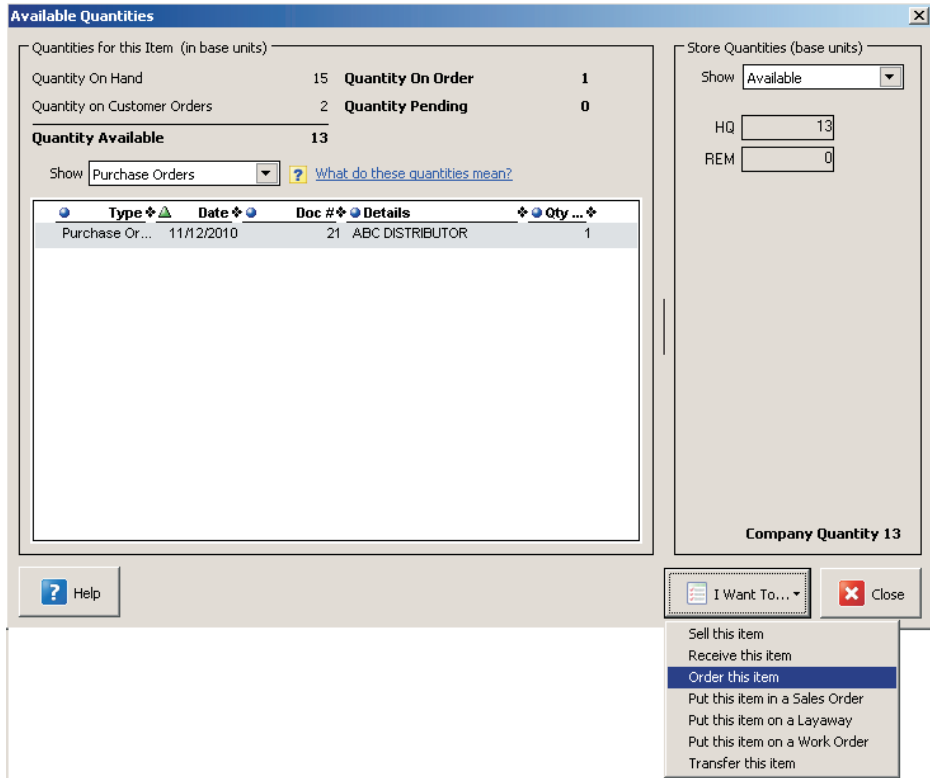 Available Quantities
Quantities for this Item (in base units)
Quantity On Hand 15 Quantity On Order 1
Quantity on Customer Orders 2 Quantity Pending 0
Quantity Available 13
Show Purchase Orders ? What do these quantities mean?
Type Date Doc # Details Qty ...
Purchase Or... 11/12/2010 21 ABC DISTRIBUTOR 1
Store Quantities (base units)
Show Available
HQ 13
REM 0
Company Quantity 13
? Help
I Want To...
Close
Sell this item
Receive this item
Order this item
Put this item in a Sales Order
Put this item on a Layaway
Put this item on a Work Order
Transfer this item